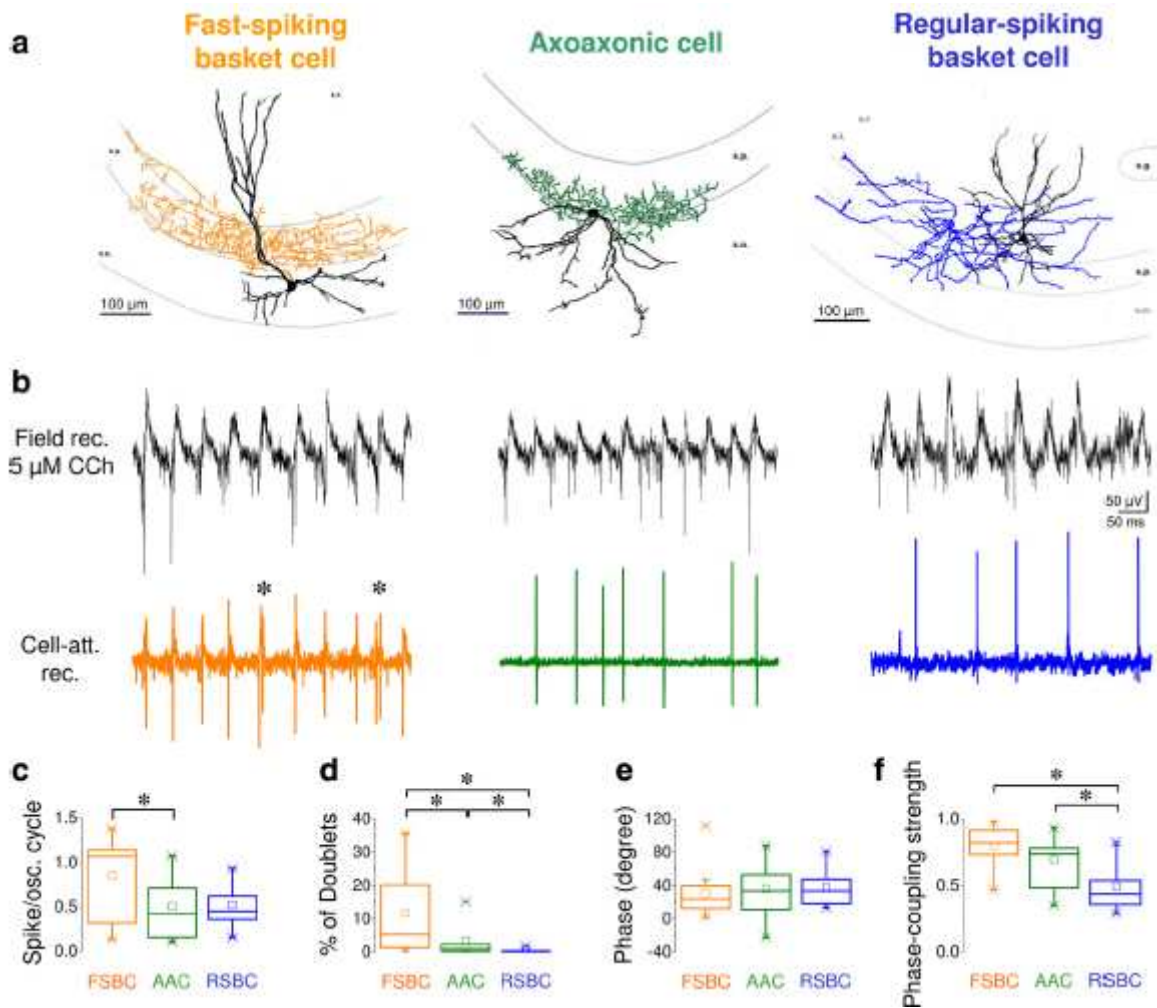 a
Fast-spiking
basket cell
Axoaxonic cell
Regular-spiking
basket cell
100 µm
100 µm
100 µm
b
Field rec.
5 µM CCh
50 µV
50 ms
* *
Cell-att.
rec.
c
Spike/osc. cycle
1.5
1.0
0.5
0.0
*
FSBC AAC RSBC
d
% of Doublets
40
30
20
10
0
*
* *
FSBC AAC RSBC
e
Phase (degree)
120
80
40
0
-40
FSBC AAC RSBC
f
Phase-coupling strength
1.0
0.5
0.0
*
*
FSBC AAC RSBC